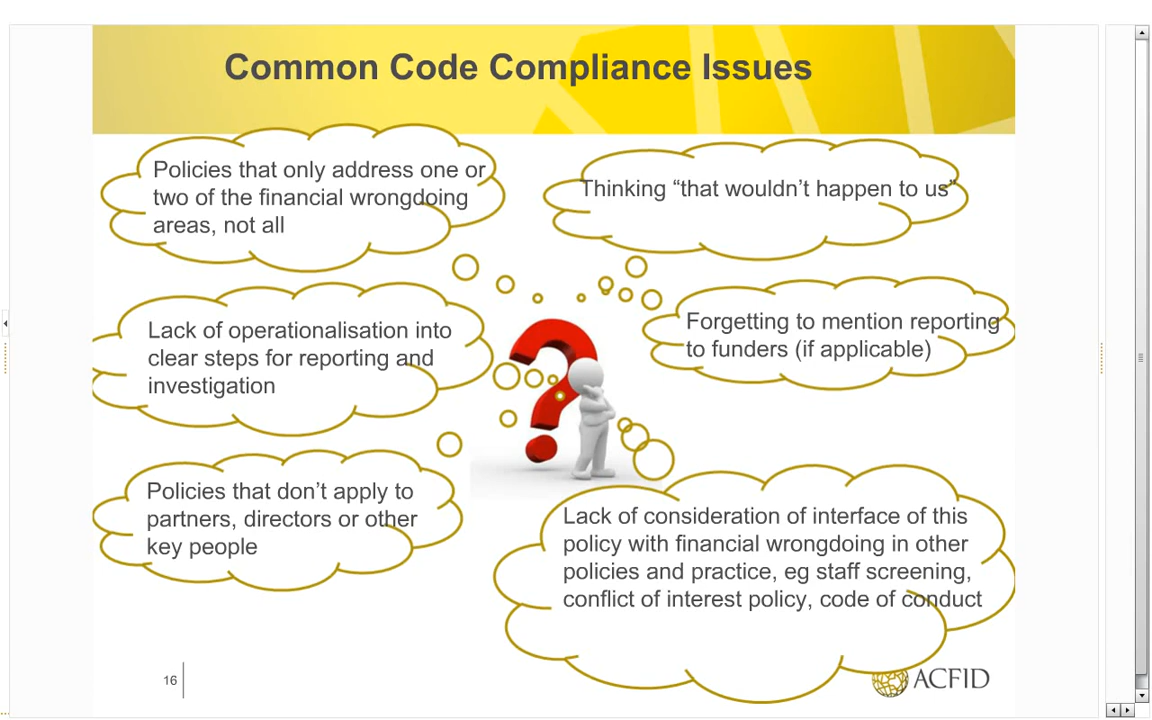 Common Code Compliance Issues
Policies that only address one or
two of the financial wrongdoing
areas, not all
Thinking “that wouldn’t happen to us”
Lack of operationalisation into
clear steps for reporting and
investigation
Forgetting to mention reporting
to funders (if applicable)
Policies that don’t apply to
partners, directors or other
key people
Lack of consideration of interface of this
policy with financial wrongdoing in other
policies and practice, eg staff screening,
conflict of interest policy, code of conduct
16
ACFID